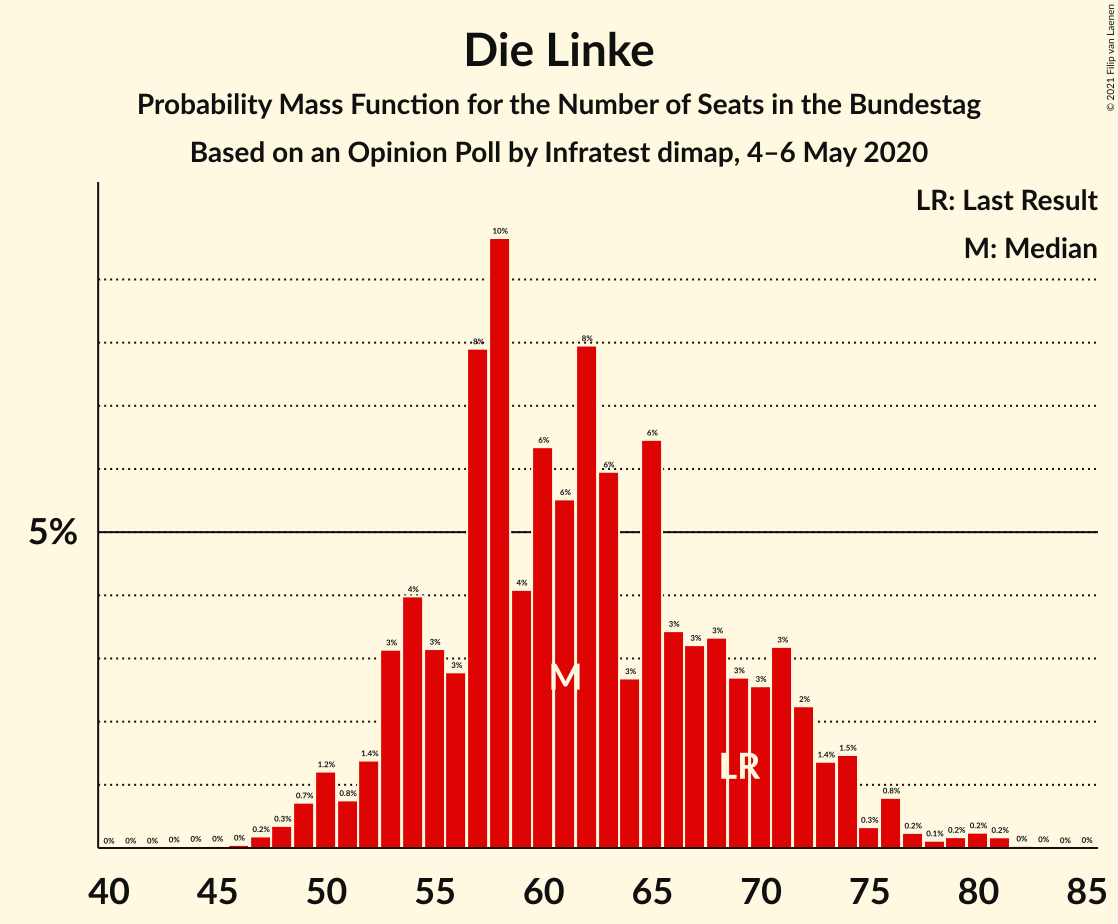 Die Linke
Probability Mass Function for the Number of Seats in the Bundestag
Based on an Opinion Poll by Infratest dimap, 4–6 May 2020
© 2021 Filip van Laenen
LR: Last Result
M: Median
5%
0% 0% 0% 0% 0% 0% 0% 0.2% 0.3% 0.7% 1.2% 0.8% 1.4% 3% 4% 3% 3% 8% 10% 4% 6% 6% 8% 6% 3% 6% 3% 3% 3% 3% 3% 3% 2% 1.4% 1.5% 0.3% 0.8% 0.2% 0.1% 0.2% 0.2% 0.2% 0% 0% 0% 0%
M
LR
40 45 50 55 60 65 70 75 80 85